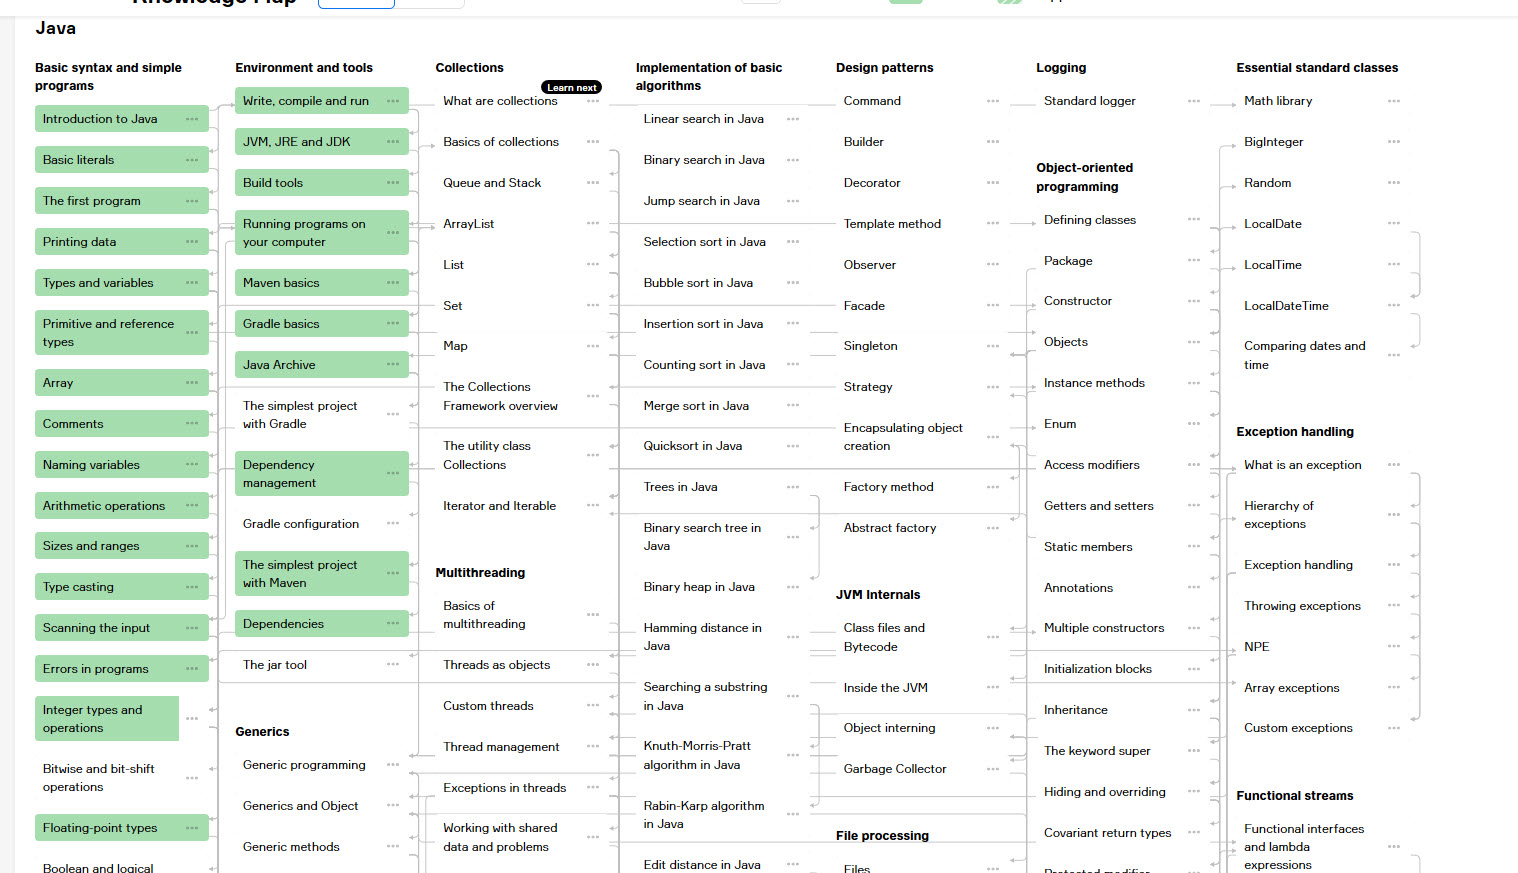 Knowledge Map
Java
Basic syntax and simple
programs
Introduction to Java
Basic literals
The first program
Printing data
Types and variables
Primitive and reference
types
Array
Comments
Naming variables
Arithmetic operations
Sizes and ranges
Type casting
Scanning the input
Errors in programs
Integer types and
operations
Bitwise and bit-shift
operations
Floating-point types
Boolean and logical
Environment and tools
Write, compile and run
JVM, JRE and JDK
Build tools
Running programs on
your computer
Maven basics
Gradle basics
Java Archive
The simplest project
with Gradle
Dependency
management
Gradle configuration
The simplest project
with Maven
Dependencies
The jar tool
Generics
Generic programming
Generics and Object
Generic methods
Collections
Learn next
What are collections
Basics of collections
Queue and Stack
ArrayList
List
Set
Map
The Collections
Framework overview
The utility class
Collections
Iterator and Iterable
Multithreading
Basics of
multithreading
Threads as objects
Custom threads
Thread management
Exceptions in threads
Working with shared
data and problems
Implementation of basic
algorithms
Linear search in Java
Binary search in Java
Jump search in Java
Selection sort in Java
Bubble sort in Java
Insertion sort in Java
Counting sort in Java
Merge sort in Java
Quicksort in Java
Trees in Java
Binary search tree in
Java
Binary heap in Java
Hamming distance in
Java
Searching a substring
in Java
Knuth-Morris-Pratt
algorithm in Java
Rabin-Karp algorithm
in Java
Edit distance in Java
Design patterns
Command
Builder
Decorator
Template method
Observer
Facade
Singleton
Strategy
Encapsulating object
creation
Factory method
Abstract factory
JVM Internals
Class files and
Bytecode
Inside the JVM
Object interning
Garbage Collector
File processing
Files
Logging
Standard logger
Object-oriented
programming
Defining classes
Package
Constructor
Objects
Instance methods
Enum
Access modifiers
Getters and setters
Static members
Annotations
Multiple constructors
Initialization blocks
Inheritance
The keyword super
Hiding and overriding
Covariant return types
Protected modifier
Essential standard classes
Math library
BigInteger
Random
LocalDate
LocalTime
LocalDateTime
Comparing dates and
time
Exception handling
What is an exception
Hierarchy of
exceptions
Exception handling
Throwing exceptions
NPE
Array exceptions
Custom exceptions
Functional streams
Functional interfaces
and lambda
expressions